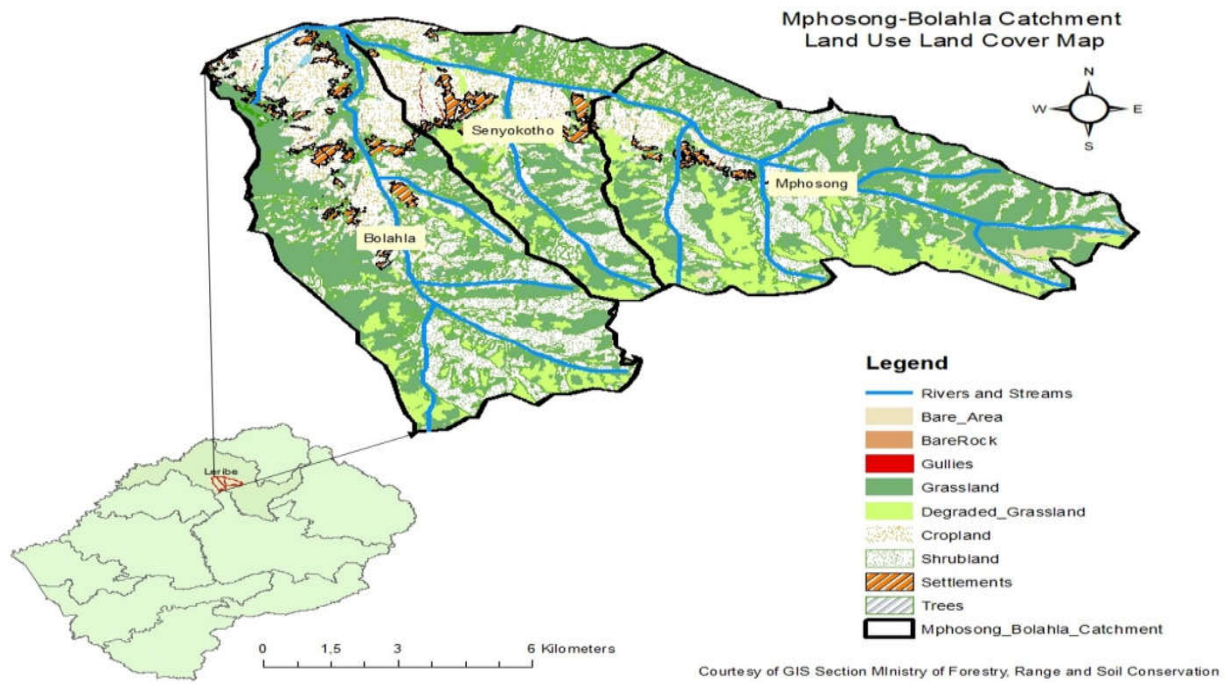 Mphosong-Bolahla Catchment
Land Use Land Cover Map
N
W
E
S
Senyokotho
Mphosong
Bolahla
Leribe
Legend
Rivers and Streams
Bare_Area
BareRock
Gullies
Grassland
Degraded_Grassland
Cropland
Shrubland
Settlements
Trees
Mphosong_Bolahla_Catchment
0 1,5 3 6 Kilometers
Courtesy of GIS Section MInistry of Forestry, Range and Soil Conservation